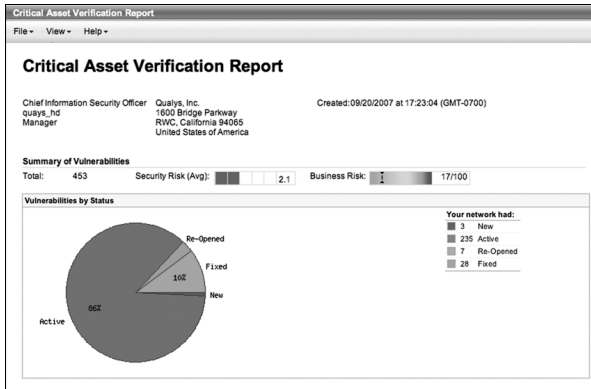 Critical Asset Verification Report
File View Help
Critical Asset Verification Report
Chief Information Security Officer Qualys, Inc. Created:09/20/2007 at 17:23:04 (GMT-0700)
quays_hd 1600 Bridge Parkway
Manager RWC, California 94065
United States of America
Summary of Vulnerabilities
Total: 453 Security Risk (Avg): 2.1 Business Risk: 17/100
Vulnerabilities by Status
Your network had:
3 New
235 Active
7 Re-Opened
28 Fixed
Re-Opened
Fixed
10%
New
86%
Active